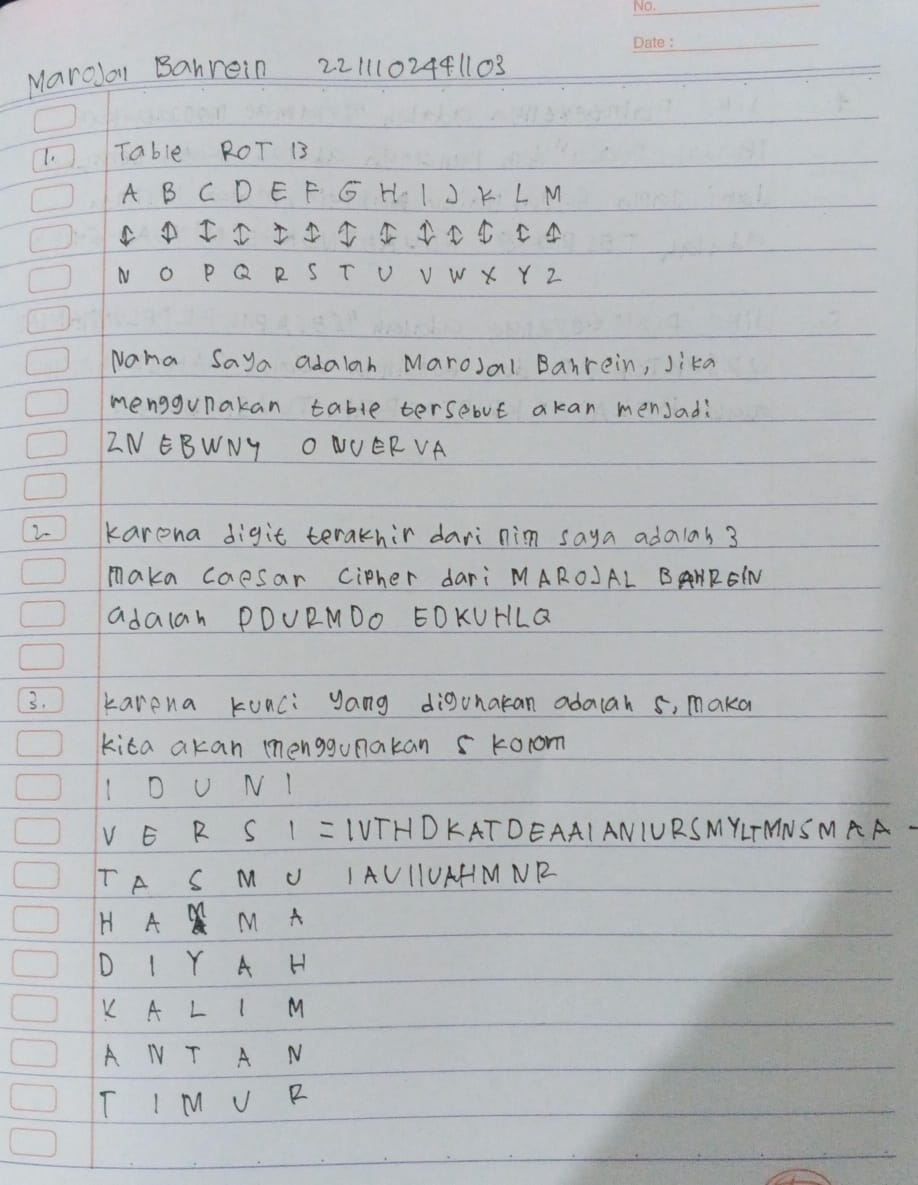 No.
Date :
Marojal Bahrein 2211102441103
1. Table ROT 13
A B C D E F G H I J K L M
↕ ↕ ↕ ↕ ↕ ↕ ↕ ↕ ↕ ↕ ↕ ↕ ↕
N O P Q R S T U V W X Y Z
Nama saya adalah Marojal Bahrein, Jika
menggunakan table tersebut akan menjadi
ZNEBWNY ONUERVA
2. Karena digit terakhir dari nim saya adalah 3
Maka Caesar Cipher dari MAROJAL BAHREIN
adalah PDURMDO EDKUHLQ
3. Karena kunci yang digunakan adalah 5, maka
kita akan menggunakan 5 kolom
I D U N I
V E R S I = IVTHDKATDEAAIANIURSMYLTMNSMAA -
T A S M U IAUIIUAHMNR
H A M M A
D I Y A H
K A L I M
A N T A N
T I M U R